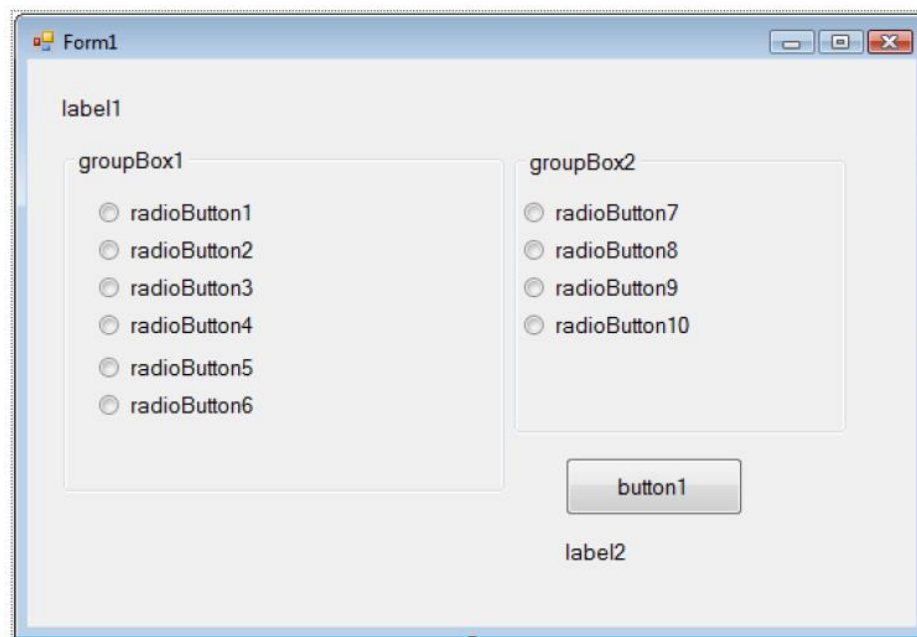 Form1
label1
groupBox1
radioButton1
radioButton2
radioButton3
radioButton4
radioButton5
radioButton6
groupBox2
radioButton7
radioButton8
radioButton9
radioButton10
button1
label2